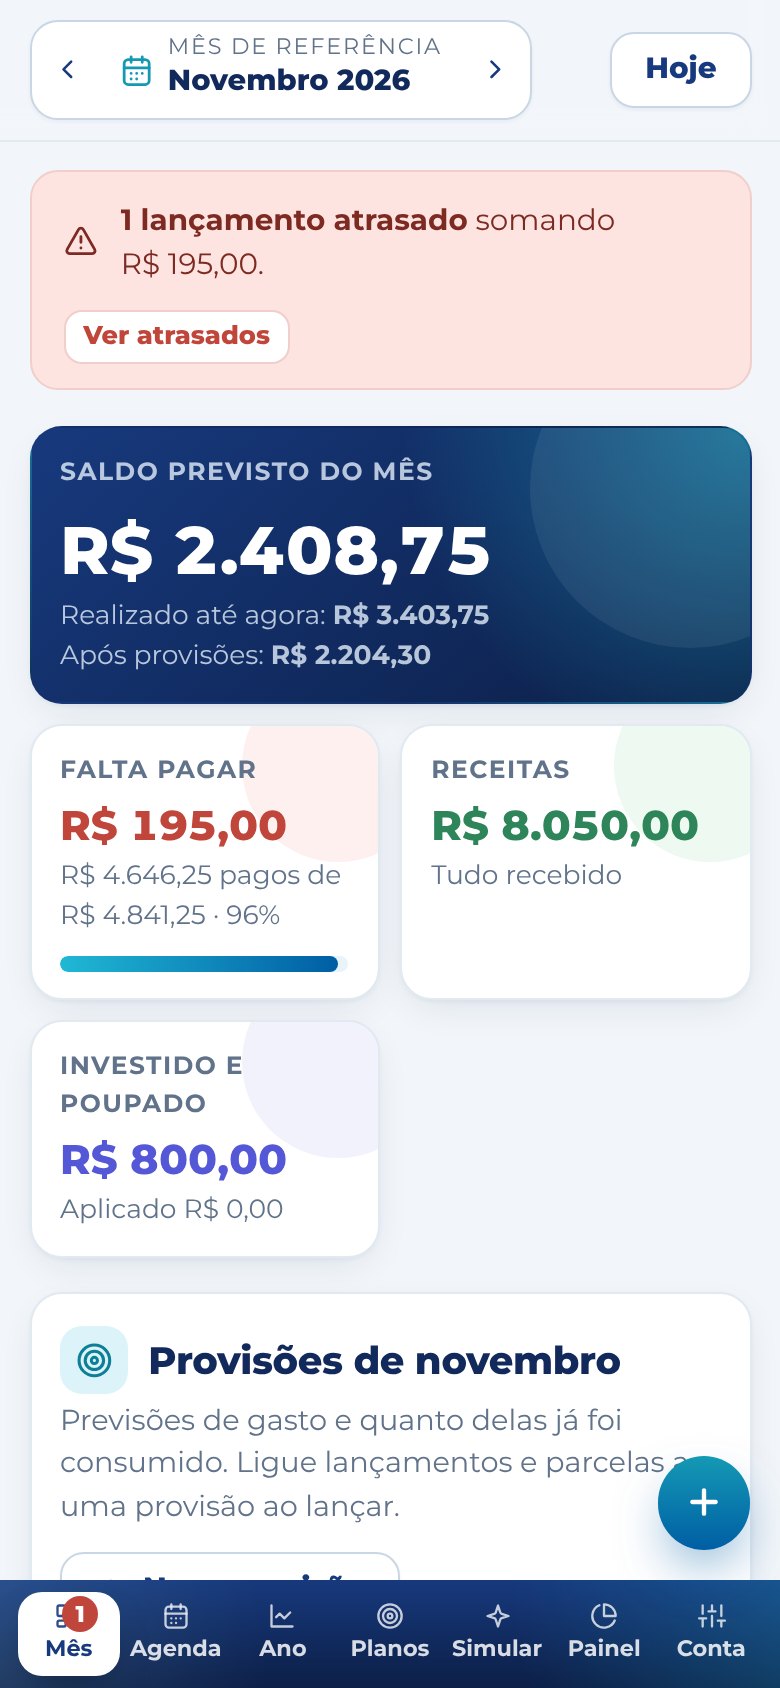 MÊS DE REFERÊNCIA
Novembro 2026
Hoje
1 lançamento atrasado somando
R$ 195,00.
Ver atrasados
SALDO PREVISTO DO MÊS
R$ 2.408,75
Realizado até agora: R$ 3.403,75
Após provisões: R$ 2.204,30
FALTA PAGAR
R$ 195,00
R$ 4.646,25 pagos de
R$ 4.841,25 · 96%
RECEITAS
R$ 8.050,00
Tudo recebido
INVESTIDO E
POUPADO
R$ 800,00
Aplicado R$ 0,00
Provisões de novembro
Previsões de gasto e quanto delas já foi
consumido. Ligue lançamentos e parcelas a
uma provisão ao lançar.
1
Mês
Agenda
Ano
Planos
Simular
Painel
Conta